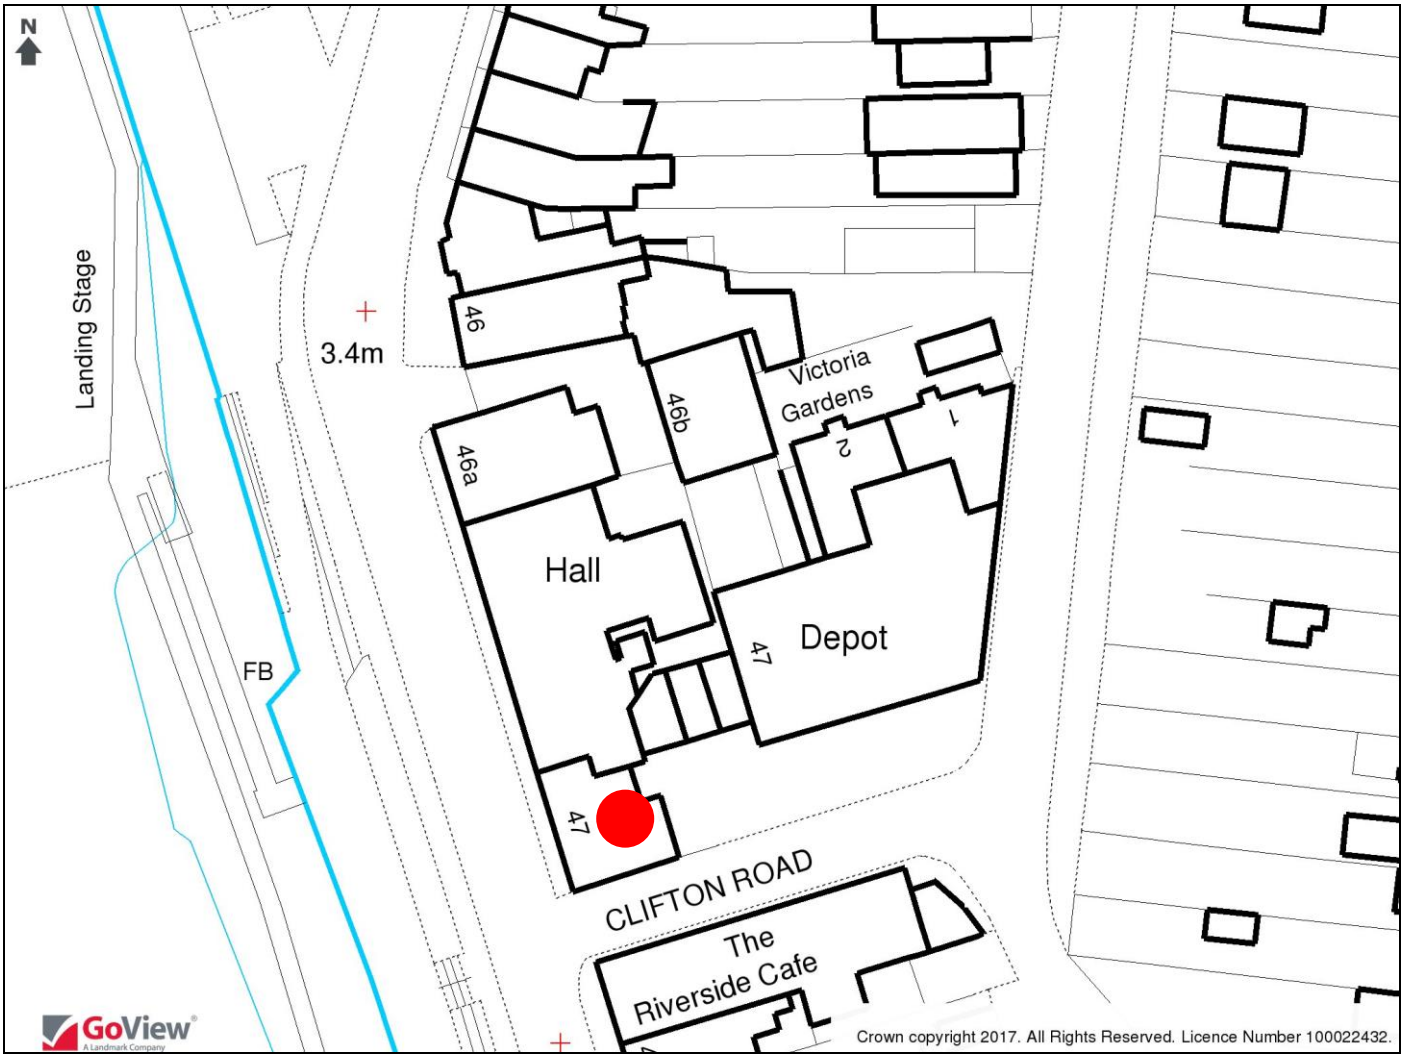 N
Landing Stage
3.4m
46
46a
46b
Victoria
Gardens
1
2
Hall
47
Depot
FB
47
CLIFTON ROAD
The
Riverside Cafe
GoView®
A Landmark Company
Crown copyright 2017. All Rights Reserved. Licence Number 100022432.